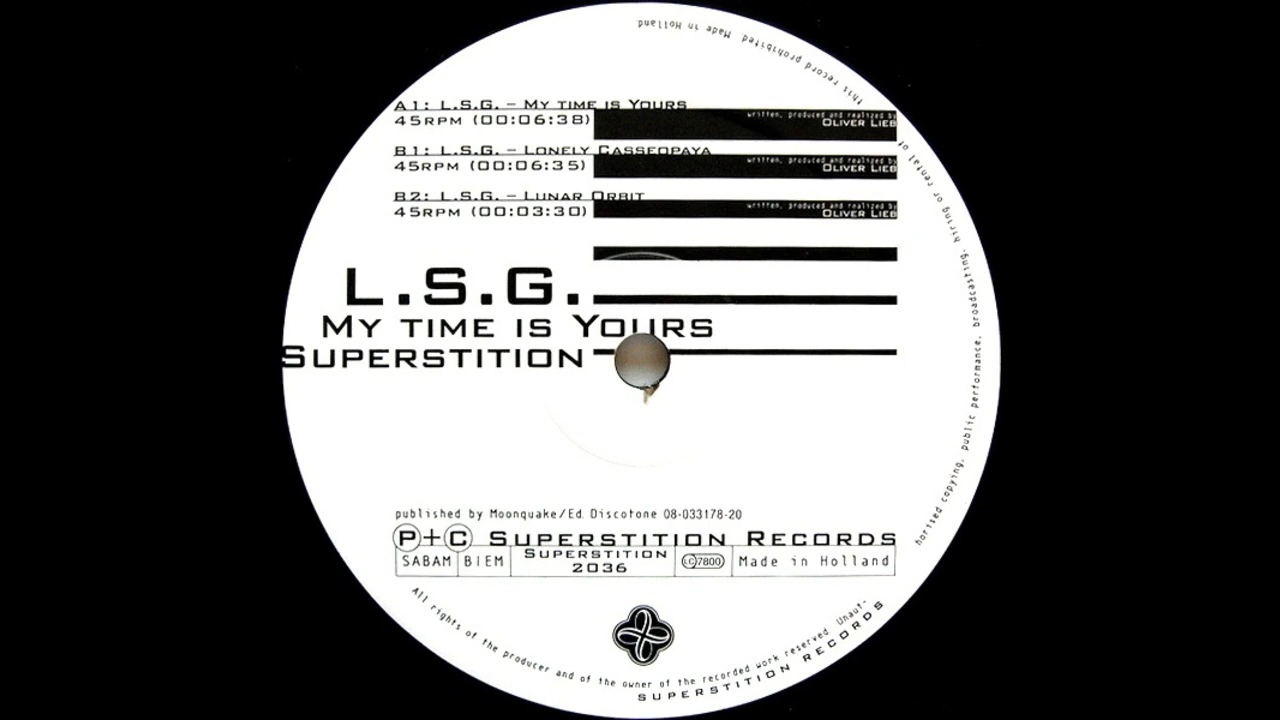 A1: L.S.G. – My time is Yours
45rpm (00:06:38)
written, produced and realized by
Oliver Lieb
B1: L.S.G. – Lonely Casseopaya
45rpm (00:06:35)
written, produced and realized by
Oliver Lieb
B2: L.S.G. – Lunar Orbit
45rpm (00:03:30)
written, produced and realized by
Oliver Lieb
L.S.G.
My time is Yours
Superstition
published by Moonquake/Ed. Discotone 08-033178-20
P+C Superstition Records
SABAM BIEM
Superstition
2036
LC 7800
Made in Holland
All rights of the producer and of the owner of the recorded work reserved. Unaut-
horised copying, public performance, broadcasting, hiring or rental of
this record prohibited. Made in Holland
SUPERSTITION RECORDS